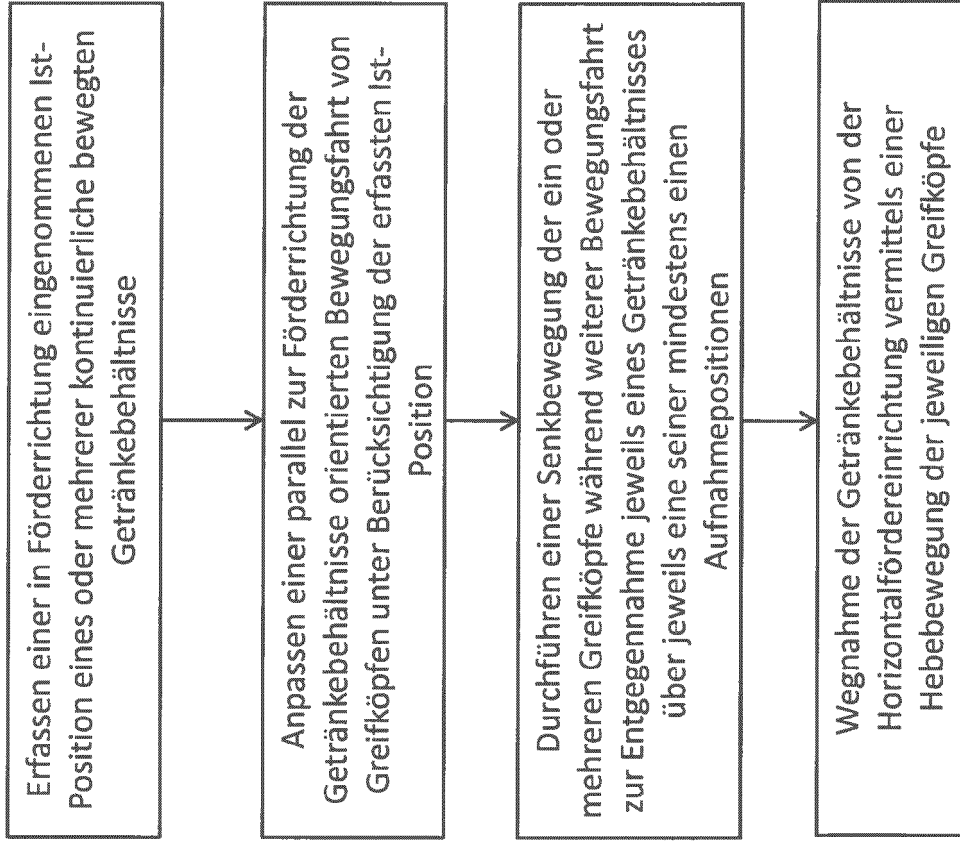 Erfassen einer in Förderrichtung eingenommenen Ist-
Position eines oder mehrerer kontinuierliche bewegten
Getränkebehältnisse
Anpassen einer parallel zur Förderrichtung der
Getränkebehältnisse orientierten Bewegungsfahrt von
Greifköpfen unter Berücksichtigung der erfassten Ist-
Position
Durchführen einer Senkbewegung der ein oder
mehreren Greifköpfe während weiterer Bewegungsfahrt
zur Entgegennahme jeweils eines Getränkebehältnisses
über jeweils eine seiner mindestens einen
Aufnahmepositionen
Wegnahme der Getränkebehältnisse von der
Horizontalfördereinrichtung vermittels einer
Hebebewegung der jeweiligen Greifköpfe